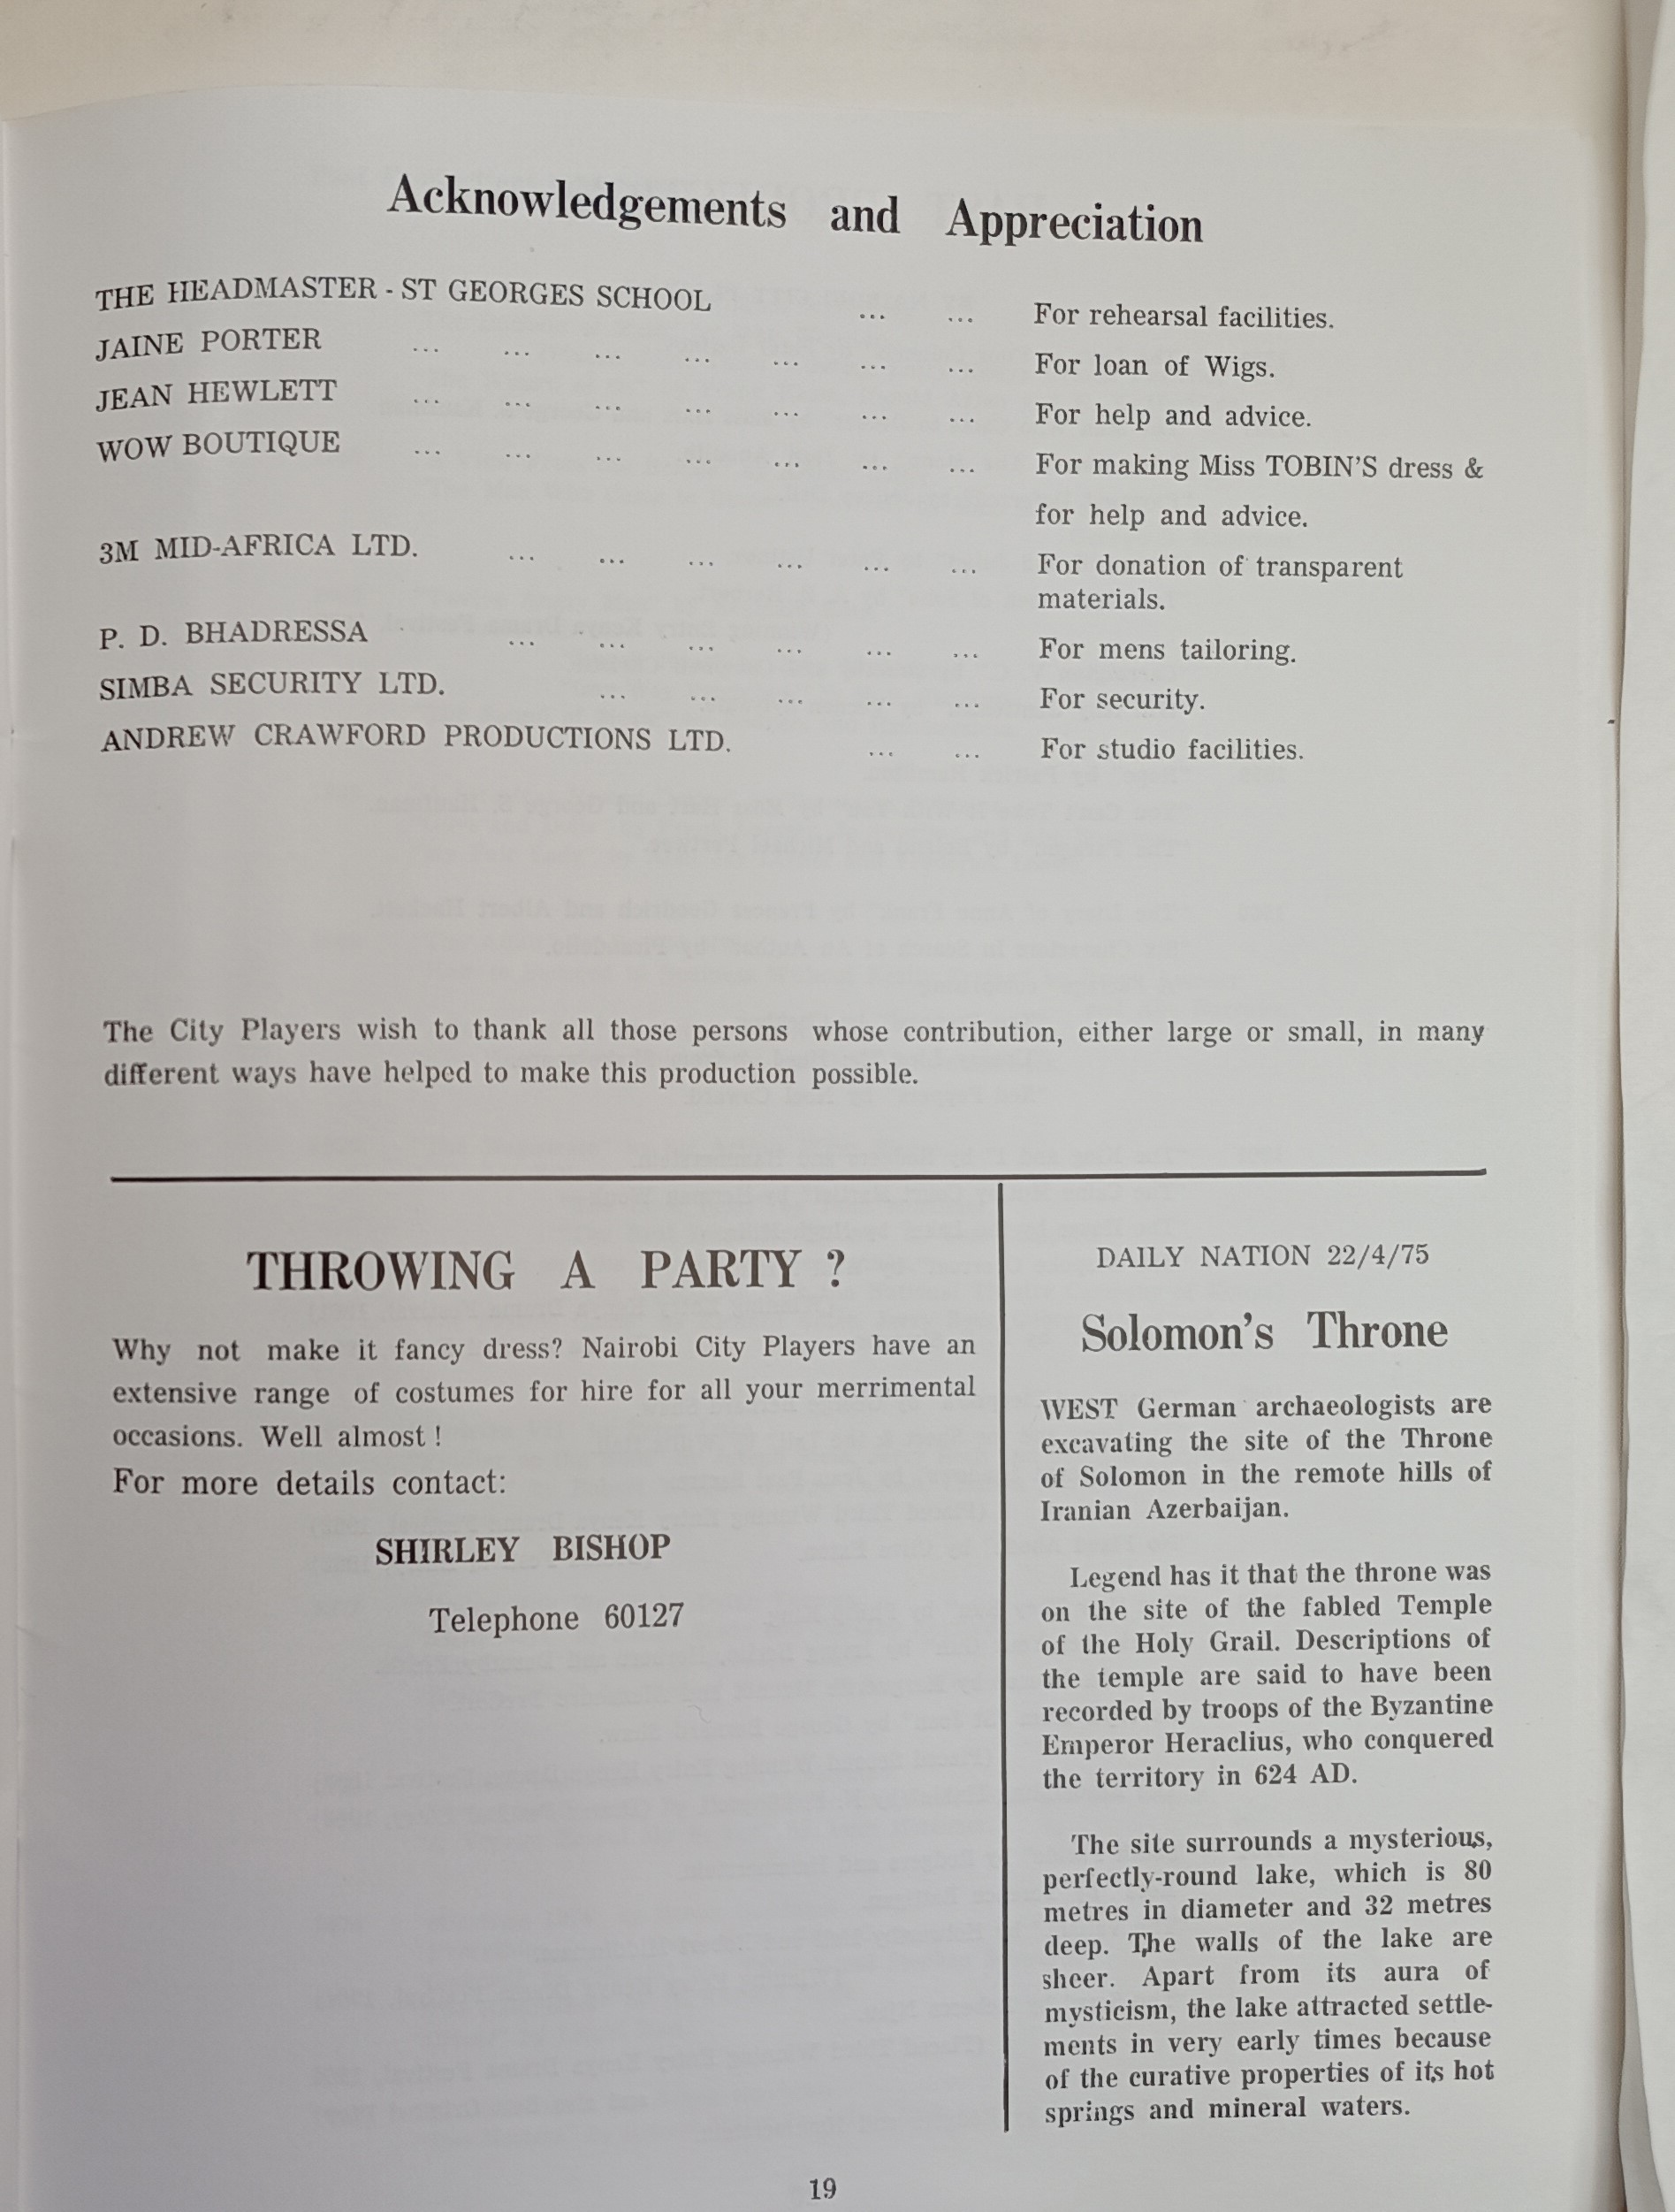 Acknowledgements and Appreciation
THE HEADMASTER - ST GEORGES SCHOOL ... ... For rehearsal facilities.
JAINE PORTER ... ... ... ... ... ... ... For loan of Wigs.
JEAN HEWLETT ... ... ... ... ... ... ... For help and advice.
WOW BOUTIQUE ... ... ... ... ... ... ... For making Miss TOBIN'S dress &
for help and advice.
3M MID-AFRICA LTD. ... ... ... ... ... ... For donation of transparent
materials.
P. D. BHADRESSA ... ... ... ... ... ... For mens tailoring.
SIMBA SECURITY LTD. ... ... ... ... ... For security.
ANDREW CRAWFORD PRODUCTIONS LTD. ... ... For studio facilities.
The City Players wish to thank all those persons whose contribution, either large or small, in many
different ways have helped to make this production possible.
THROWING A PARTY ?
Why not make it fancy dress? Nairobi City Players have an
extensive range of costumes for hire for all your merrimental
occasions. Well almost !
For more details contact:
SHIRLEY BISHOP
Telephone 60127
DAILY NATION 22/4/75
Solomon's Throne
WEST German archaeologists are
excavating the site of the Throne
of Solomon in the remote hills of
Iranian Azerbaijan.
Legend has it that the throne was
on the site of the fabled Temple
of the Holy Grail. Descriptions of
the temple are said to have been
recorded by troops of the Byzantine
Emperor Heraclius, who conquered
the territory in 624 AD.
The site surrounds a mysterious,
perfectly-round lake, which is 80
metres in diameter and 32 metres
deep. The walls of the lake are
sheer. Apart from its aura of
mysticism, the lake attracted settle-
ments in very early times because
of the curative properties of its hot
springs and mineral waters.
19